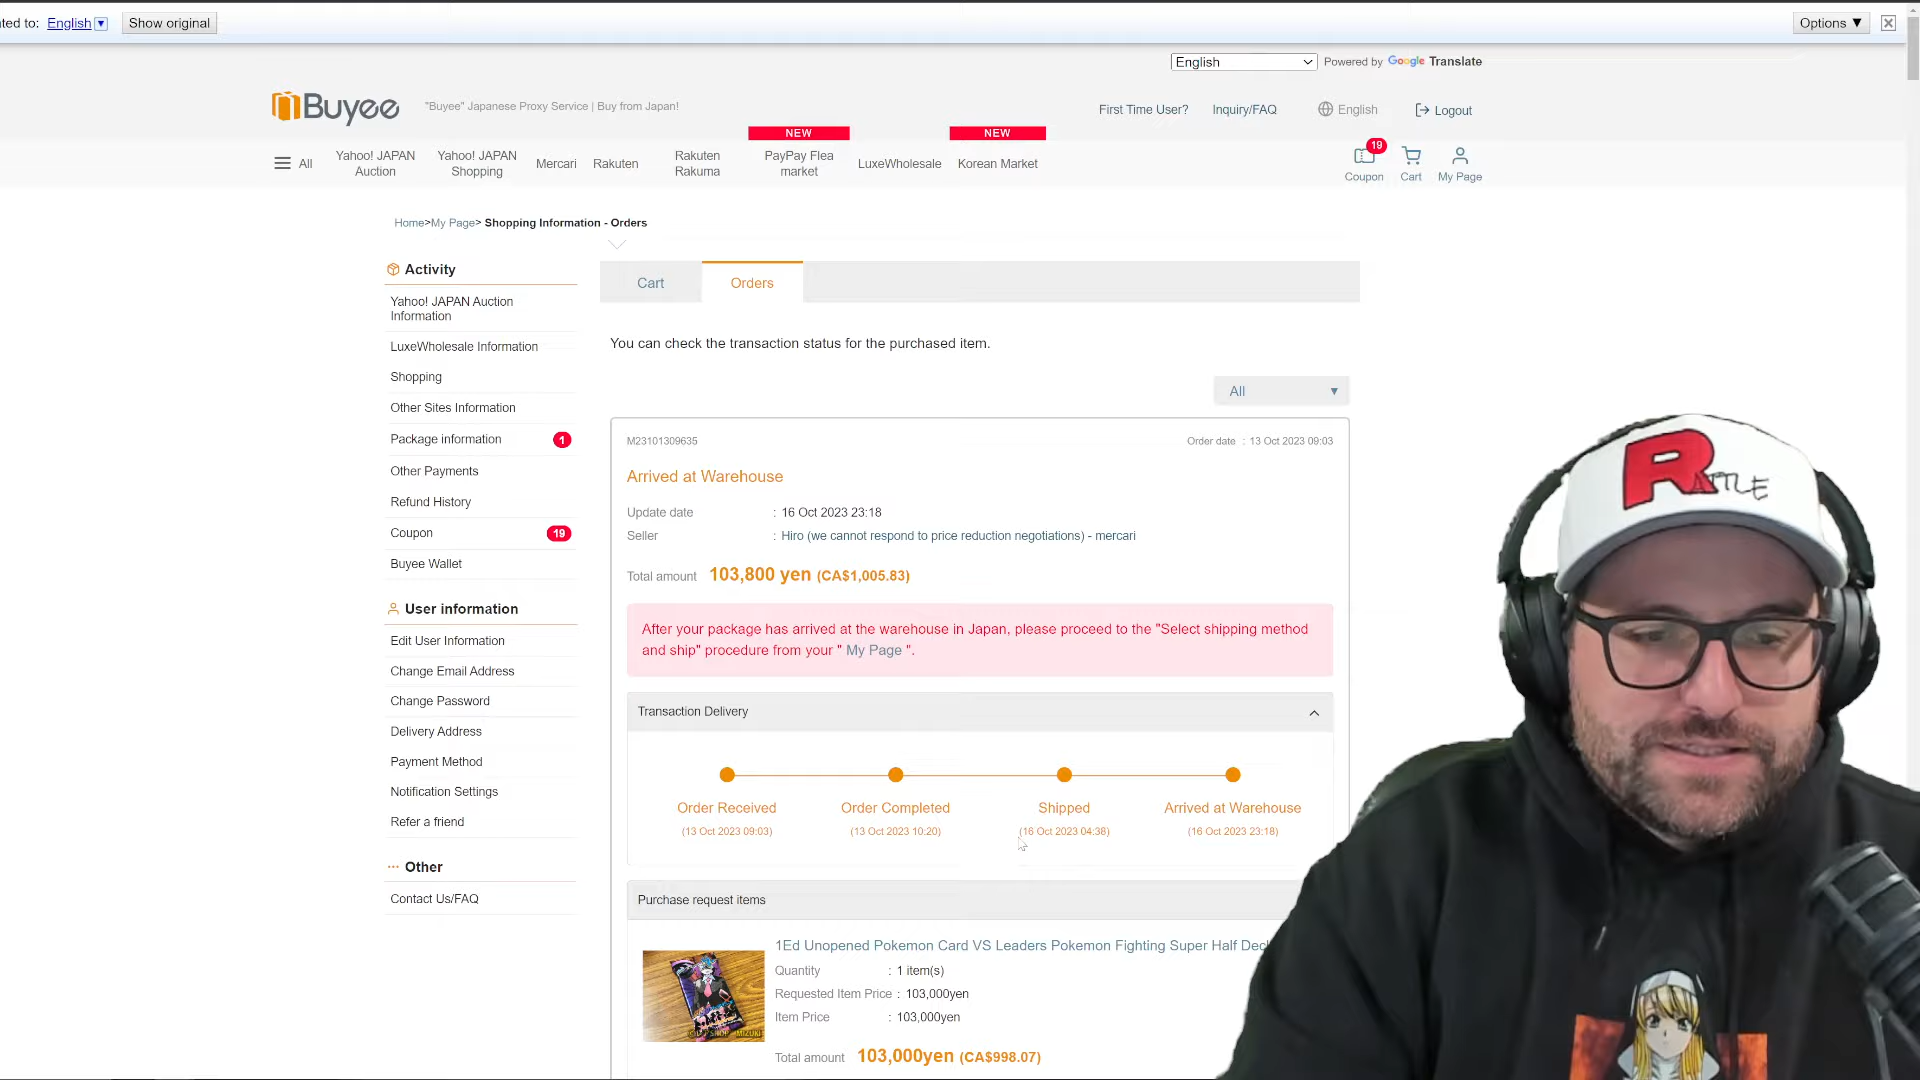 ted to: English ▼ Show original Options ▼
English Powered by Google Translate
Buyee "Buyee" Japanese Proxy Service | Buy from Japan! First Time User? Inquiry/FAQ English Logout
NEW NEW
19
All Yahoo! JAPAN Auction Yahoo! JAPAN Shopping Mercari Rakuten Rakuten Rakuma PayPay Flea market LuxeWholesale Korean Market
Coupon Cart My Page
Home>My Page> Shopping Information - Orders
Activity
Yahoo! JAPAN Auction
Information
LuxeWholesale Information
Shopping
Other Sites Information
Package information 1
Other Payments
Refund History
Coupon 19
Buyee Wallet
User information
Edit User Information
Change Email Address
Change Password
Delivery Address
Payment Method
Notification Settings
Refer a friend
Other
Contact Us/FAQ
Cart Orders
You can check the transaction status for the purchased item.
All ▼
M23101309635 Order date : 13 Oct 2023 09:03
Arrived at Warehouse
Update date : 16 Oct 2023 23:18
Seller : Hiro (we cannot respond to price reduction negotiations) - mercari
Total amount 103,800 yen (CA$1,005.83)
After your package has arrived at the warehouse in Japan, please proceed to the "Select shipping method
and ship" procedure from your " My Page ".
Transaction Delivery
Order Received Order Completed Shipped Arrived at Warehouse
(13 Oct 2023 09:03) (13 Oct 2023 10:20) (16 Oct 2023 04:38) (16 Oct 2023 23:18)
Purchase request items
1Ed Unopened Pokemon Card VS Leaders Pokemon Fighting Super Half Dec
Quantity : 1 item(s)
Requested Item Price : 103,000yen
Item Price : 103,000yen
Total amount 103,000yen (CA$998.07)
R